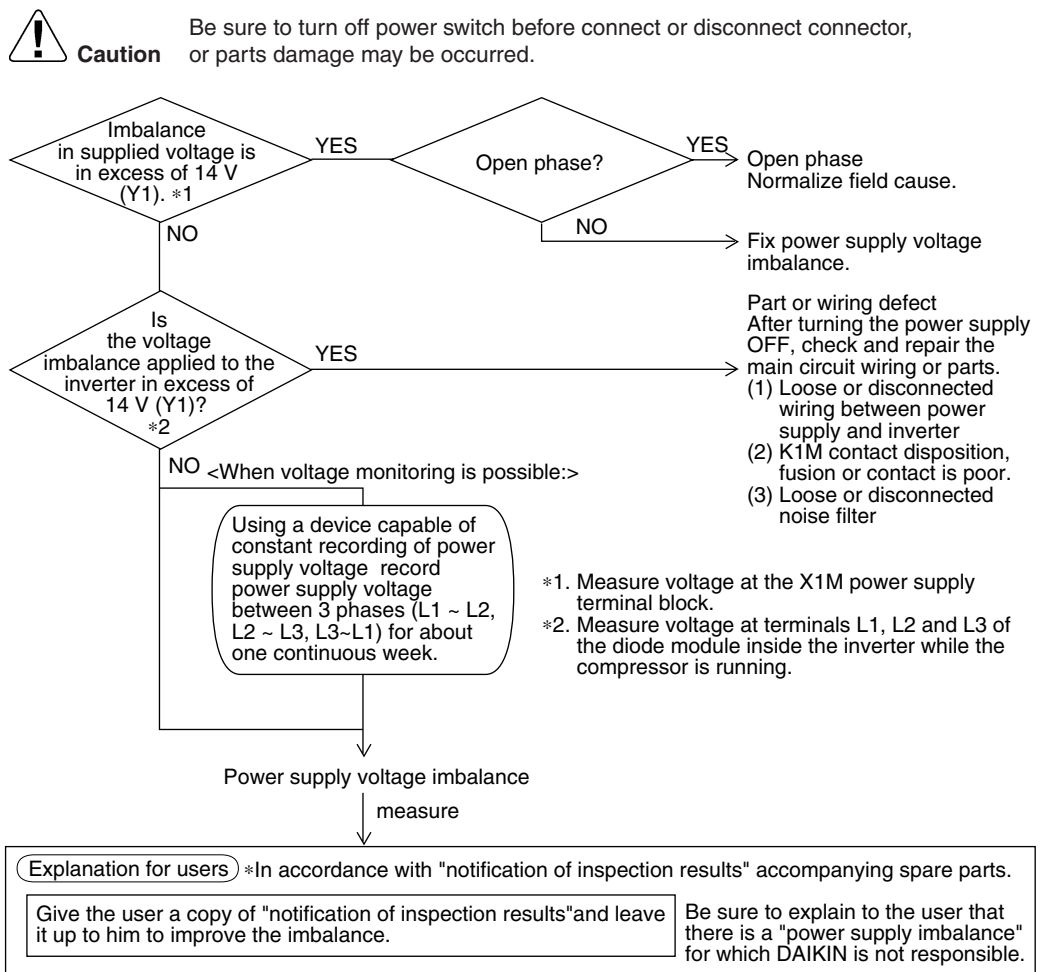 Be sure to turn off power switch before connect or disconnect connector,
Caution or parts damage may be occurred.
Imbalance
in supplied voltage is
in excess of 14 V
(Y1). *1
YES
Open phase?
YES
Open phase
Normalize field cause.
NO
NO
Fix power supply voltage
imbalance.
Is
the voltage
imbalance applied to the
inverter in excess of
14 V (Y1)?
*2
YES
Part or wiring defect
After turning the power supply
OFF, check and repair the
main circuit wiring or parts.
(1) Loose or disconnected
wiring between power
supply and inverter
(2) K1M contact disposition,
fusion or contact is poor.
(3) Loose or disconnected
noise filter
NO <When voltage monitoring is possible:>
Using a device capable of
constant recording of power
supply voltage record
power supply voltage
between 3 phases (L1 ~ L2,
L2 ~ L3, L3~L1) for about
one continuous week.
*1. Measure voltage at the X1M power supply
terminal block.
*2. Measure voltage at terminals L1, L2 and L3 of
the diode module inside the inverter while the
compressor is running.
Power supply voltage imbalance
measure
Explanation for users *In accordance with "notification of inspection results" accompanying spare parts.
Give the user a copy of "notification of inspection results"and leave
it up to him to improve the imbalance.
Be sure to explain to the user that
there is a "power supply imbalance"
for which DAIKIN is not responsible.